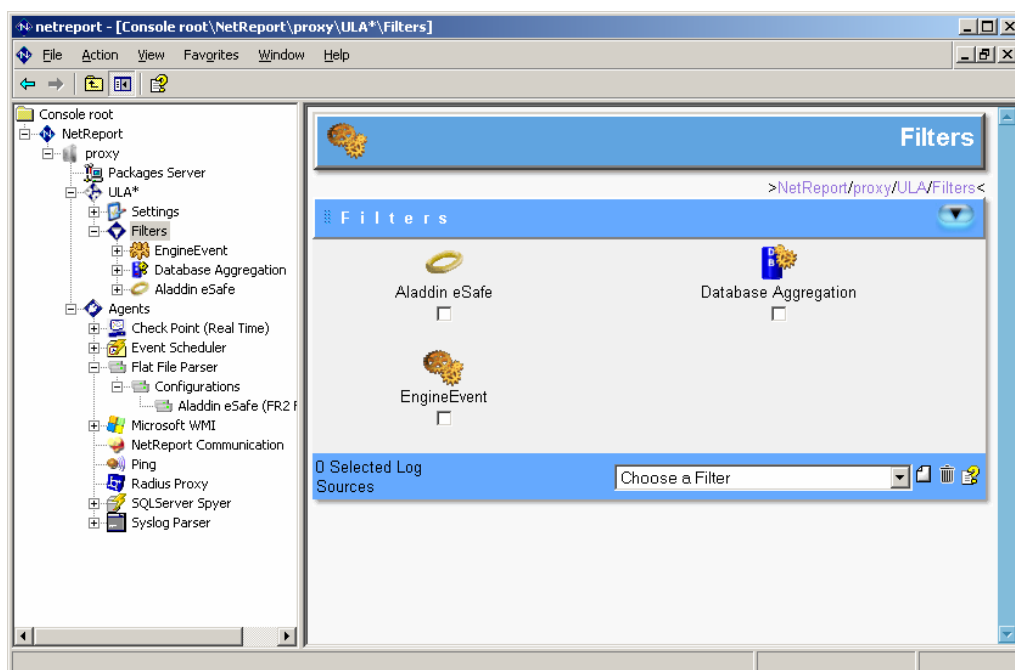 netreport - [Console root\NetReport\proxy\ULA*\Filters]
File Action View Favorites Window Help
Console root
NetReport
proxy
Packages Server
ULA*
Settings
Filters
EngineEvent
Database Aggregation
Aladdin eSafe
Agents
Check Point (Real Time)
Event Scheduler
Flat File Parser
Configurations
Aladdin eSafe (FR2 F
Microsoft WMI
NetReport Communication
Ping
Radius Proxy
SQLServer Spyer
Syslog Parser
Filters
>NetReport/proxy/ULA/Filters<
Filters
Aladdin eSafe
DB
Database Aggregation
EngineEvent
0 Selected Log
Sources
Choose a Filter